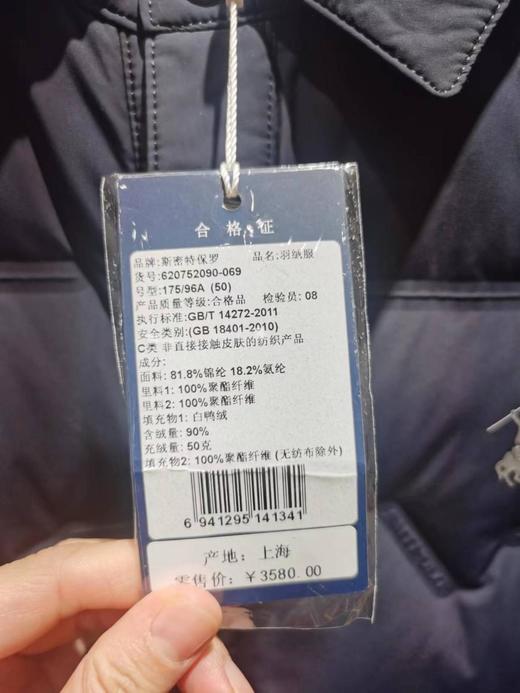 合格证
品牌:斯密特保罗 品名:羽绒服
货号:620752090-069
号型:175/96A (50)
产品质量等级:合格品 检验员: 08
执行标准:GB/T 14272-2011
安全类别:(GB 18401-2010)
C类 非直接接触皮肤的纺织产品
成分:
面料: 81.8%锦纶 18.2%氨纶
里料1: 100%聚酯纤维
里料2: 100%聚酯纤维
填充物1: 白鸭绒
含绒量: 90%
充绒量: 50克
填充物2: 100%聚酯纤维 (无纺布除外)
6 941295 141341
产地: 上海
零售价: ￥3580.00